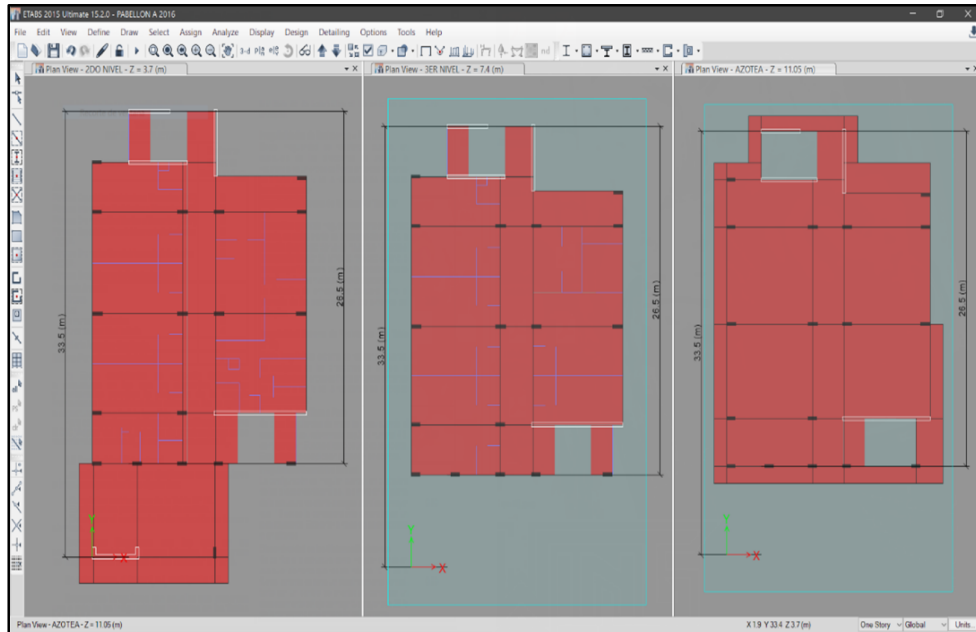 ETABS 2015 Ultimate 15.2.0 - PABELLON A 2016
File Edit View Define Draw Select Assign Analyze Display Design Detailing Options Tools Help
Plan View - 2DO NIVEL - Z = 3.7 (m)
Plan View - 3ER NIVEL - Z = 7.4 (m)
Plan View - AZOTEA - Z = 11.05 (m)
33.5 (m)
26.5 (m)
Y
X
33.5 (m)
26.5 (m)
Y
X
33.5 (m)
26.5 (m)
Y
X
Plan View - AZOTEA - Z = 11.05 (m)
X 1.9 Y 33.4 Z 3.7 (m)
One Story
Global
Units...